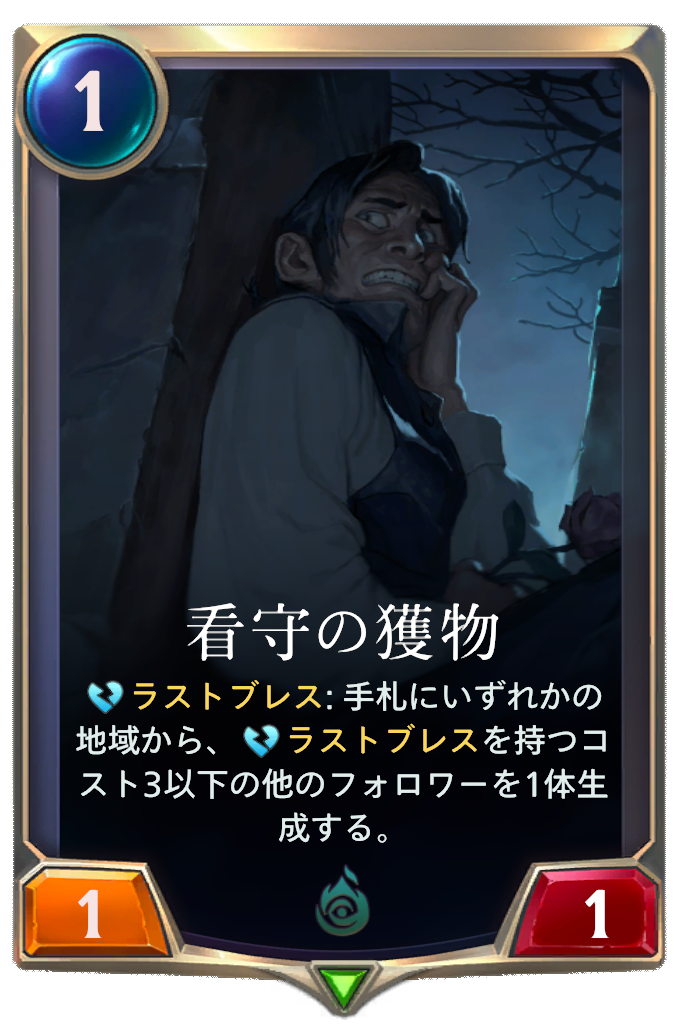 1
看守の獲物
ラストブレス: 手札にいずれかの
地域から、 ラストブレスを持つコ
スト3以下の他のフォロワーを1体生
成する。
1
1